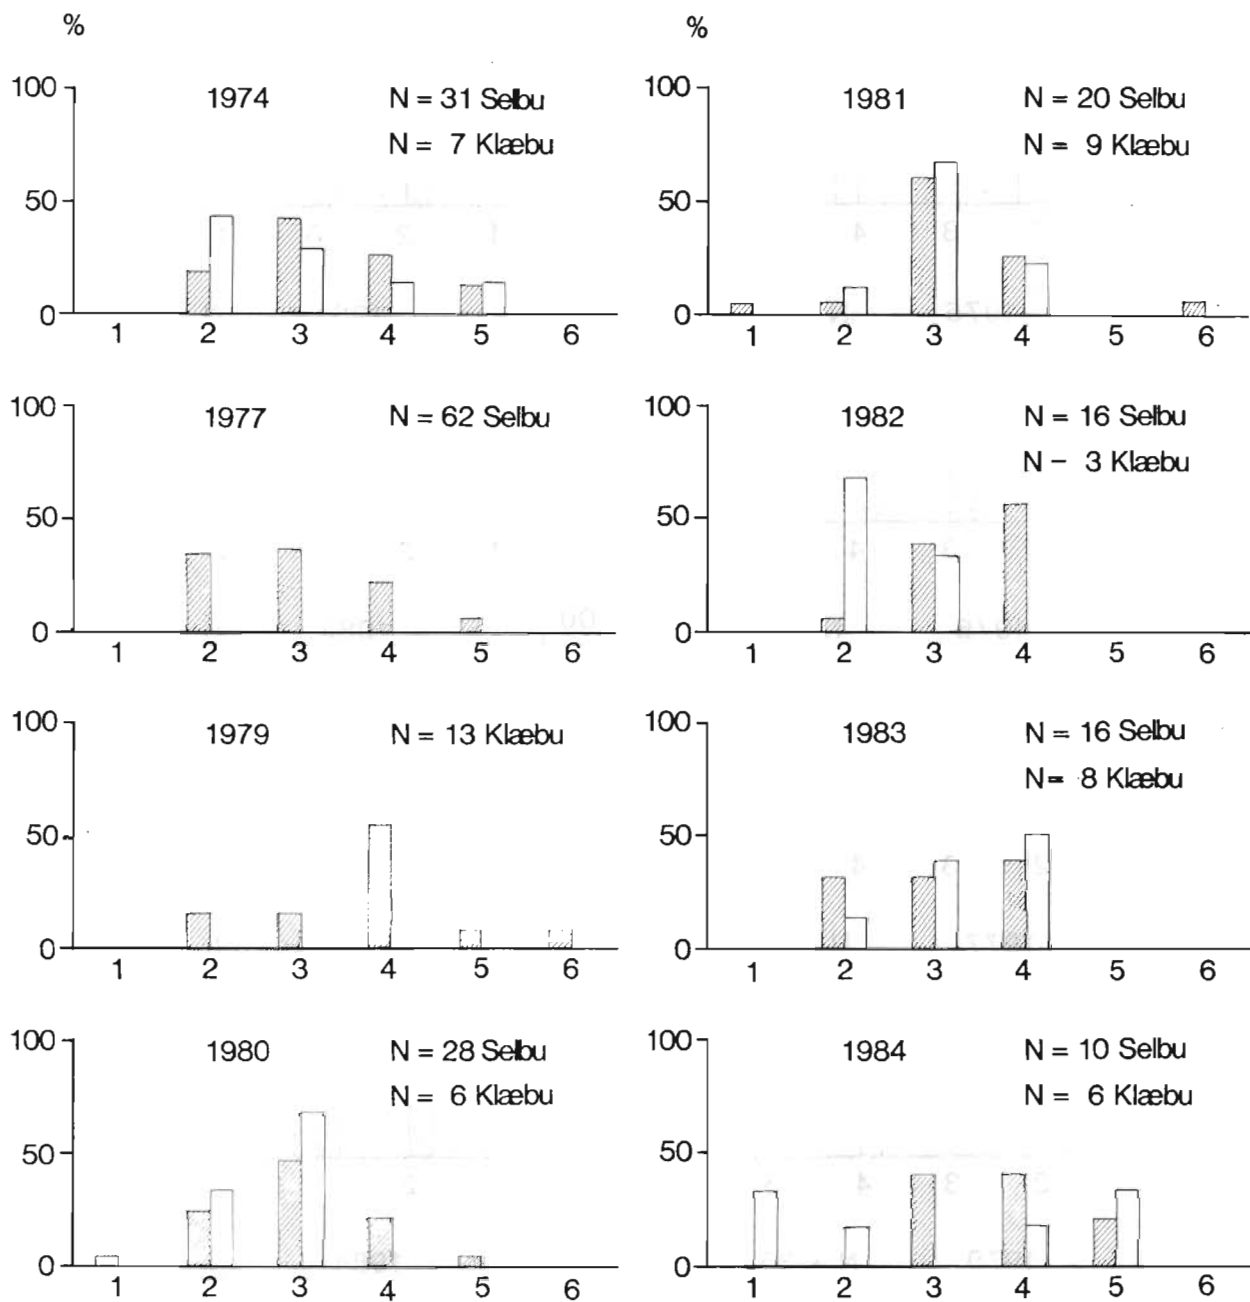 %
100
1974
N = 31 Selbu
N = 7 Klæbu
50
0
1 2 3 4 5 6
100
1977
N = 62 Selbu
50
0
1 2 3 4 5 6
100
1979
N = 13 Klæbu
50
0
1 2 3 4 5 6
100
1980
N = 28 Selbu
N = 6 Klæbu
50
0
1 2 3 4 5 6
%
100
1981
N = 20 Selbu
N = 9 Klæbu
50
0
1 2 3 4 5 6
100
1982
N = 16 Selbu
N – 3 Klæbu
50
0
1 2 3 4 5 6
100
1983
N = 16 Selbu
N = 8 Klæbu
50
0
1 2 3 4 5 6
100
1984
N = 10 Selbu
N = 6 Klæbu
50
0
1 2 3 4 5 6